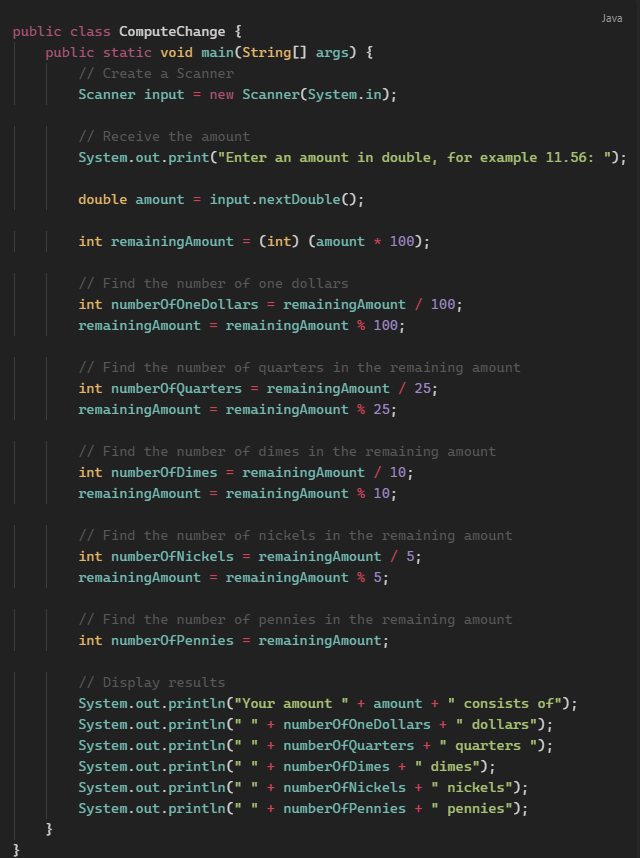 Java
public class ComputeChange {
    public static void main(String[] args) {
        // Create a Scanner
        Scanner input = new Scanner(System.in);

        // Receive the amount
        System.out.print("Enter an amount in double, for example 11.56: ");

        double amount = input.nextDouble();

        int remainingAmount = (int) (amount * 100);

        // Find the number of one dollars
        int numberOfOneDollars = remainingAmount / 100;
        remainingAmount = remainingAmount % 100;

        // Find the number of quarters in the remaining amount
        int numberOfQuarters = remainingAmount / 25;
        remainingAmount = remainingAmount % 25;

        // Find the number of dimes in the remaining amount
        int numberOfDimes = remainingAmount / 10;
        remainingAmount = remainingAmount % 10;

        // Find the number of nickels in the remaining amount
        int numberOfNickels = remainingAmount / 5;
        remainingAmount = remainingAmount % 5;

        // Find the number of pennies in the remaining amount
        int numberOfPennies = remainingAmount;

        // Display results
        System.out.println("Your amount " + amount + " consists of");
        System.out.println(" " + numberOfOneDollars + " dollars");
        System.out.println(" " + numberOfQuarters + " quarters ");
        System.out.println(" " + numberOfDimes + " dimes");
        System.out.println(" " + numberOfNickels + " nickels");
        System.out.println(" " + numberOfPennies + " pennies");
    }
}